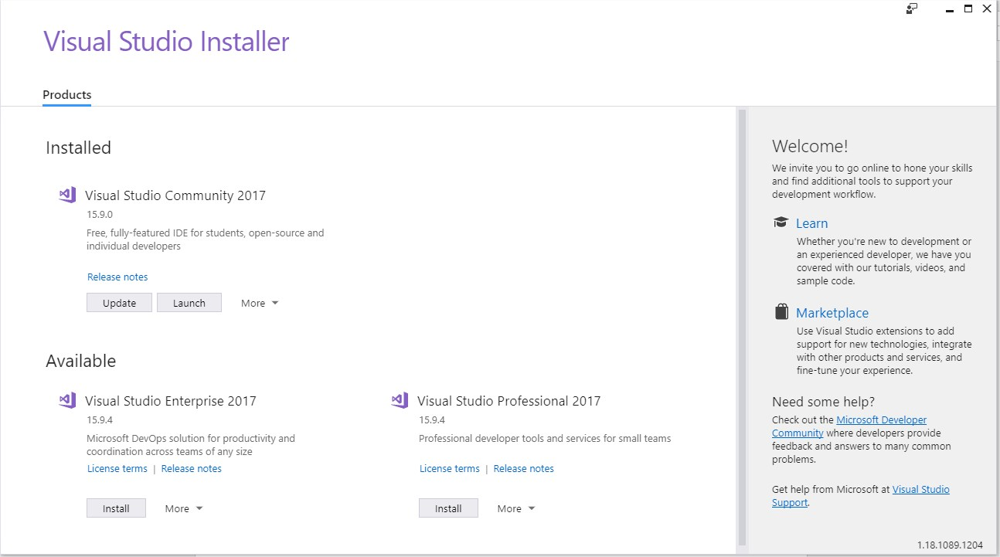 Visual Studio Installer
Products
Installed
Visual Studio Community 2017
15.9.0
Free, fully-featured IDE for students, open-source and
individual developers
Release notes
Update Launch More
Available
Visual Studio Enterprise 2017
15.9.4
Microsoft DevOps solution for productivity and
coordination across teams of any size
License terms | Release notes
Install More
Visual Studio Professional 2017
15.9.4
Professional developer tools and services for small teams
License terms | Release notes
Install More
Welcome!
We invite you to go online to hone your skills
and find additional tools to support your
development workflow.
Learn
Whether you're new to development or
an experienced developer, we have you
covered with our tutorials, videos, and
sample code.
Marketplace
Use Visual Studio extensions to add
support for new technologies, integrate
with other products and services, and
fine-tune your experience.
Need some help?
Check out the Microsoft Developer
Community where developers provide
feedback and answers to many common
problems.
Get help from Microsoft at Visual Studio
Support.
1.18.1089.1204